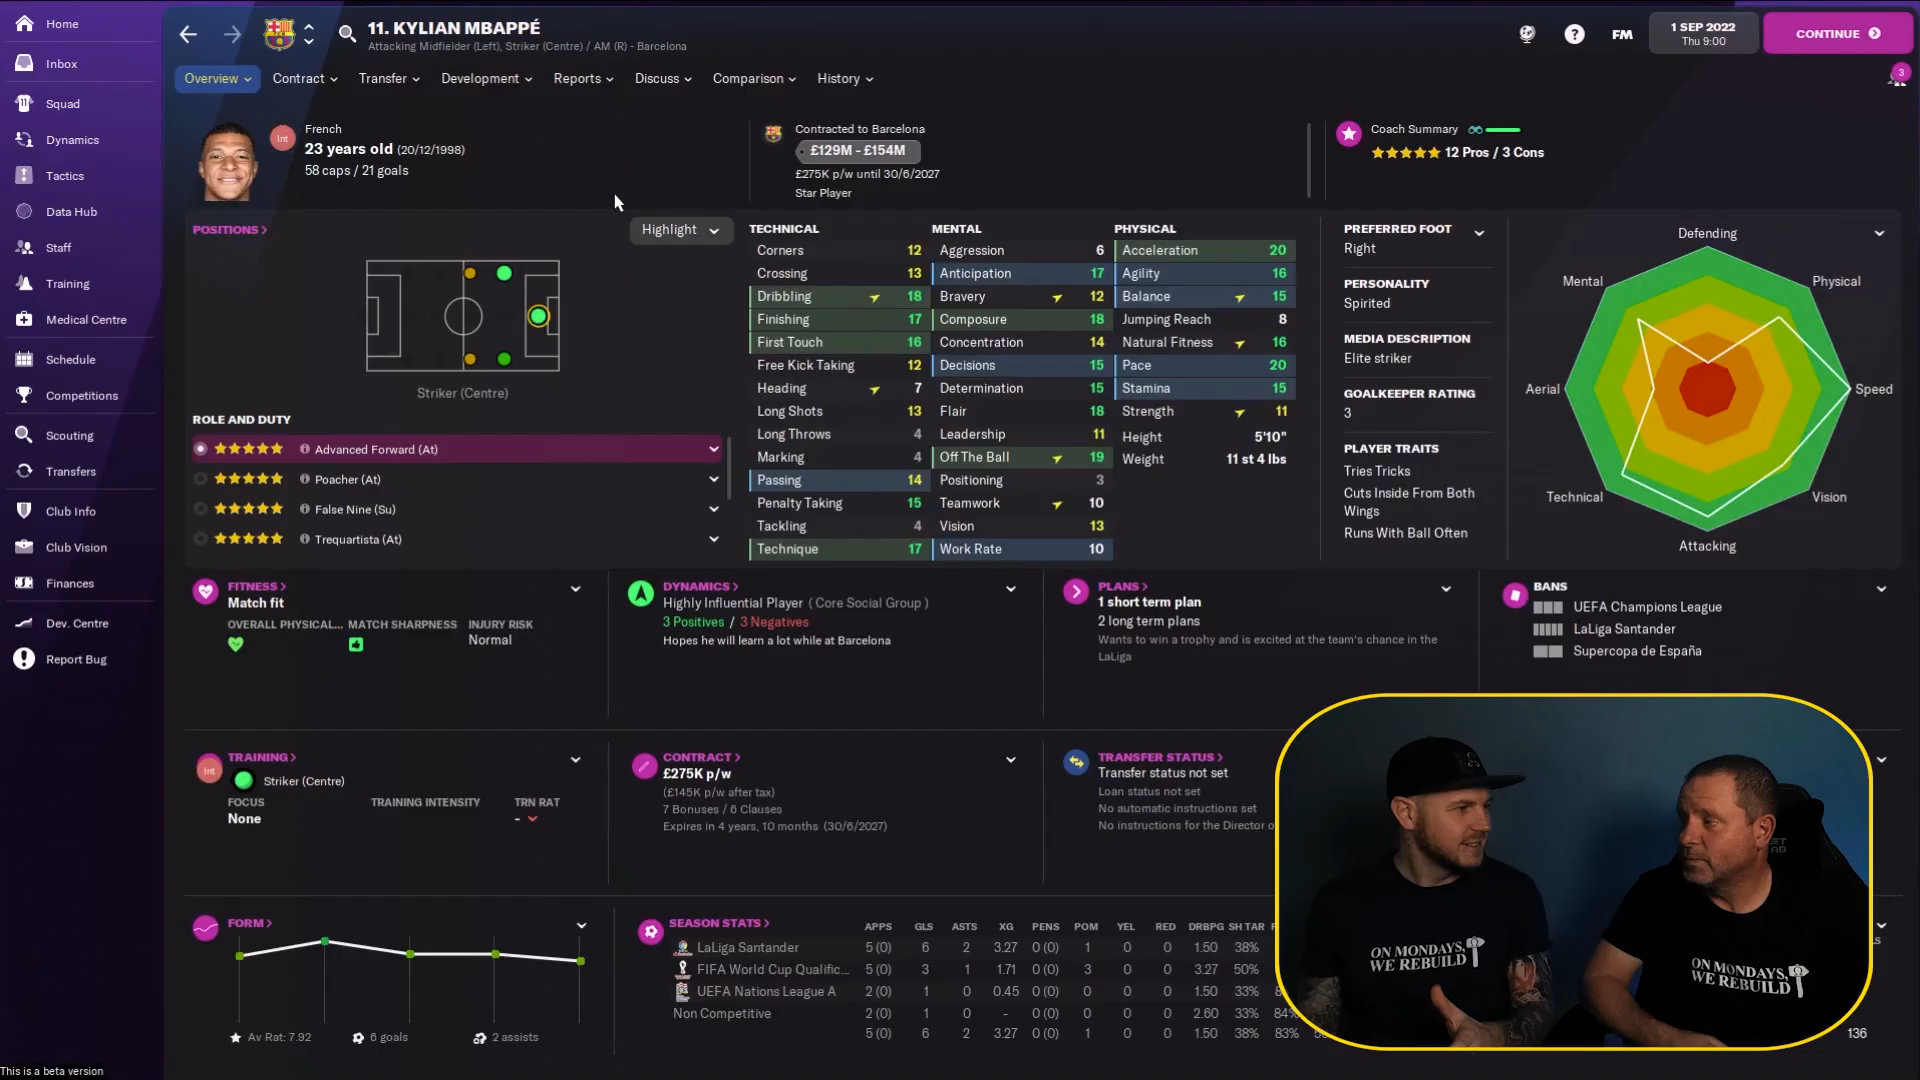 Home
Inbox
Squad
Dynamics
Tactics
Data Hub
Staff
Training
Medical Centre
Schedule
Competitions
Scouting
Transfers
Club Info
Club Vision
Finances
Dev. Centre
Report Bug
This is a beta version
11. KYLIAN MBAPPÉ
Attacking Midfielder (Left), Striker (Centre) / AM (R) - Barcelona
FM
1 SEP 2022
Thu 9:00
CONTINUE
3
Overview Contract Transfer Development Reports Discuss Comparison History
Int
French
23 years old (20/12/1998)
58 caps / 21 goals
Contracted to Barcelona
£129M - £154M
£275K p/w until 30/6/2027
Star Player
Coach Summary
12 Pros / 3 Cons
POSITIONS >
Highlight
Striker (Centre)
ROLE AND DUTY
Advanced Forward (At)
Poacher (At)
False Nine (Su)
Trequartista (At)
TECHNICAL
Corners 12
Crossing 13
Dribbling 18
Finishing 17
First Touch 16
Free Kick Taking 12
Heading 7
Long Shots 13
Long Throws 4
Marking 4
Passing 14
Penalty Taking 15
Tackling 4
Technique 17
MENTAL
Aggression 6
Anticipation 17
Bravery 12
Composure 18
Concentration 14
Decisions 15
Determination 15
Flair 18
Leadership 11
Off The Ball 19
Positioning 3
Teamwork 10
Vision 13
Work Rate 10
PHYSICAL
Acceleration 20
Agility 16
Balance 15
Jumping Reach 8
Natural Fitness 16
Pace 20
Stamina 15
Strength 11
Height 5'10"
Weight 11 st 4 lbs
PREFERRED FOOT
Right
PERSONALITY
Spirited
MEDIA DESCRIPTION
Elite striker
GOALKEEPER RATING
3
PLAYER TRAITS
Tries Tricks
Cuts Inside From Both
Wings
Runs With Ball Often
Defending
Mental Physical
Aerial Speed
Technical Vision
Attacking
FITNESS >
Match fit
OVERALL PHYSICAL... MATCH SHARPNESS INJURY RISK
Normal
DYNAMICS >
Highly Influential Player ( Core Social Group )
3 Positives / 3 Negatives
Hopes he will learn a lot while at Barcelona
PLANS >
1 short term plan
2 long term plans
Wants to win a trophy and is excited at the team's chance in the
LaLiga
BANS
UEFA Champions League
LaLiga Santander
Supercopa de España
TRAINING >
Int
Striker (Centre)
FOCUS TRAINING INTENSITY TRN RAT
None -
CONTRACT >
£275K p/w
(£145K p/w after tax)
7 Bonuses / 6 Clauses
Expires in 4 years, 10 months (30/6/2027)
TRANSFER STATUS >
Transfer status not set
Loan status not set
No automatic instructions set
No instructions for the Director o
FORM >
Av Rat: 7.92 6 goals 2 assists
SEASON STATS > APPS GLS ASTS XG PENS POM YEL RED DRBPG SH TAR
LaLiga Santander 5 (0) 6 2 3.27 0 (0) 1 0 0 1.50 38%
FIFA World Cup Qualific... 5 (0) 3 1 1.71 0 (0) 3 0 0 3.27 50%
UEFA Nations League A 2 (0) 1 0 0.45 0 (0) 0 0 0 1.50 33%
Non Competitive 2 (0) 1 0 - 0 (0) 0 0 0 2.60 33% 84%
5 (0) 6 2 3.27 0 (0) 1 0 0 1.50 38% 83%
136
ON MONDAYS,
WE REBUILD
ON MONDAYS,
WE REBUILD